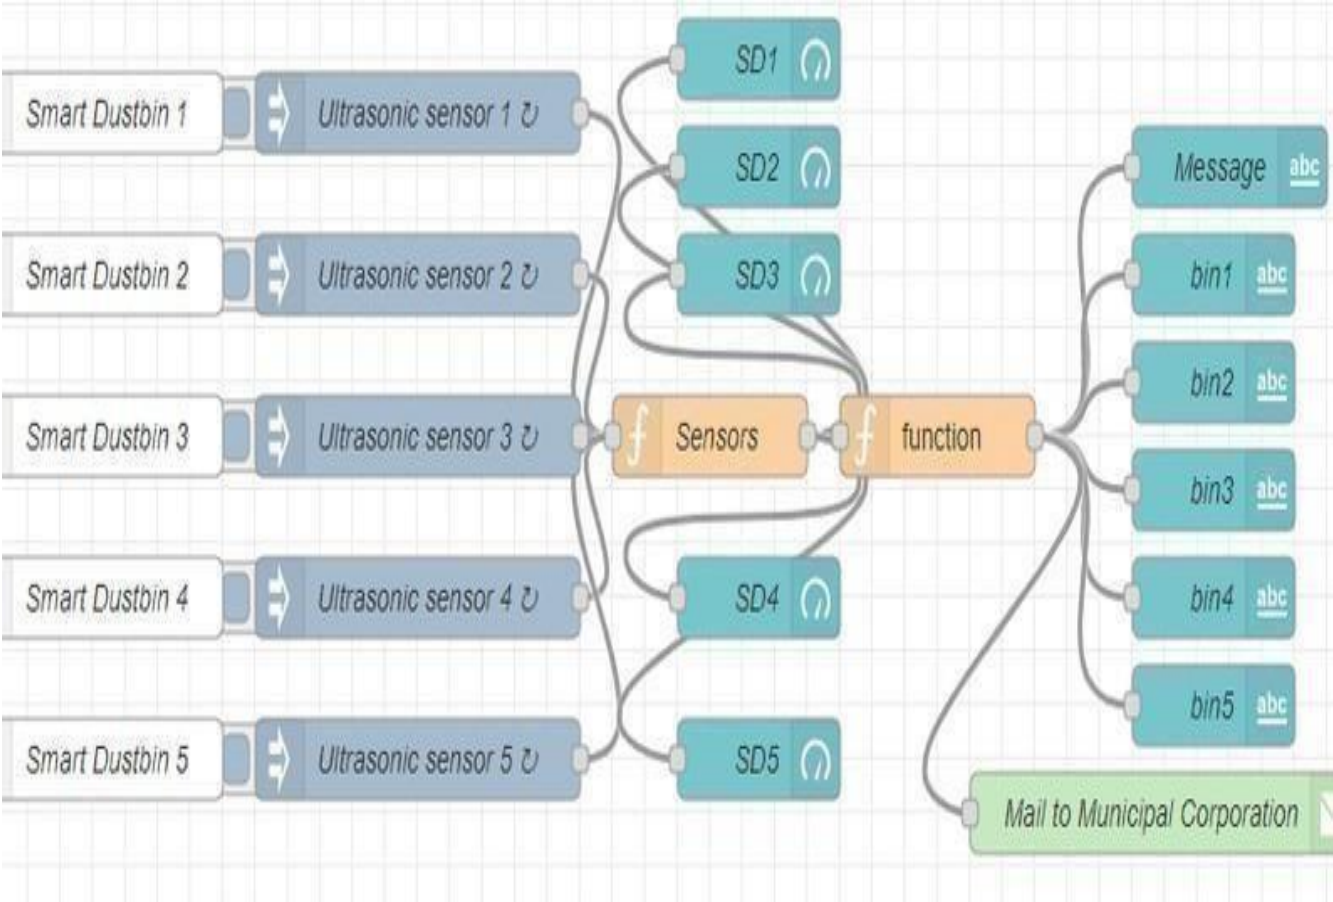 Smart Dustbin 1
Ultrasonic sensor 1 ↻
Smart Dustbin 2
Ultrasonic sensor 2 ↻
Smart Dustbin 3
Ultrasonic sensor 3 ↻
Smart Dustbin 4
Ultrasonic sensor 4 ↻
Smart Dustbin 5
Ultrasonic sensor 5 ↻
SD1
SD2
SD3
Sensors
function
SD4
SD5
Message abc
bin1 abc
bin2 abc
bin3 abc
bin4 abc
bin5 abc
Mail to Municipal Corporation